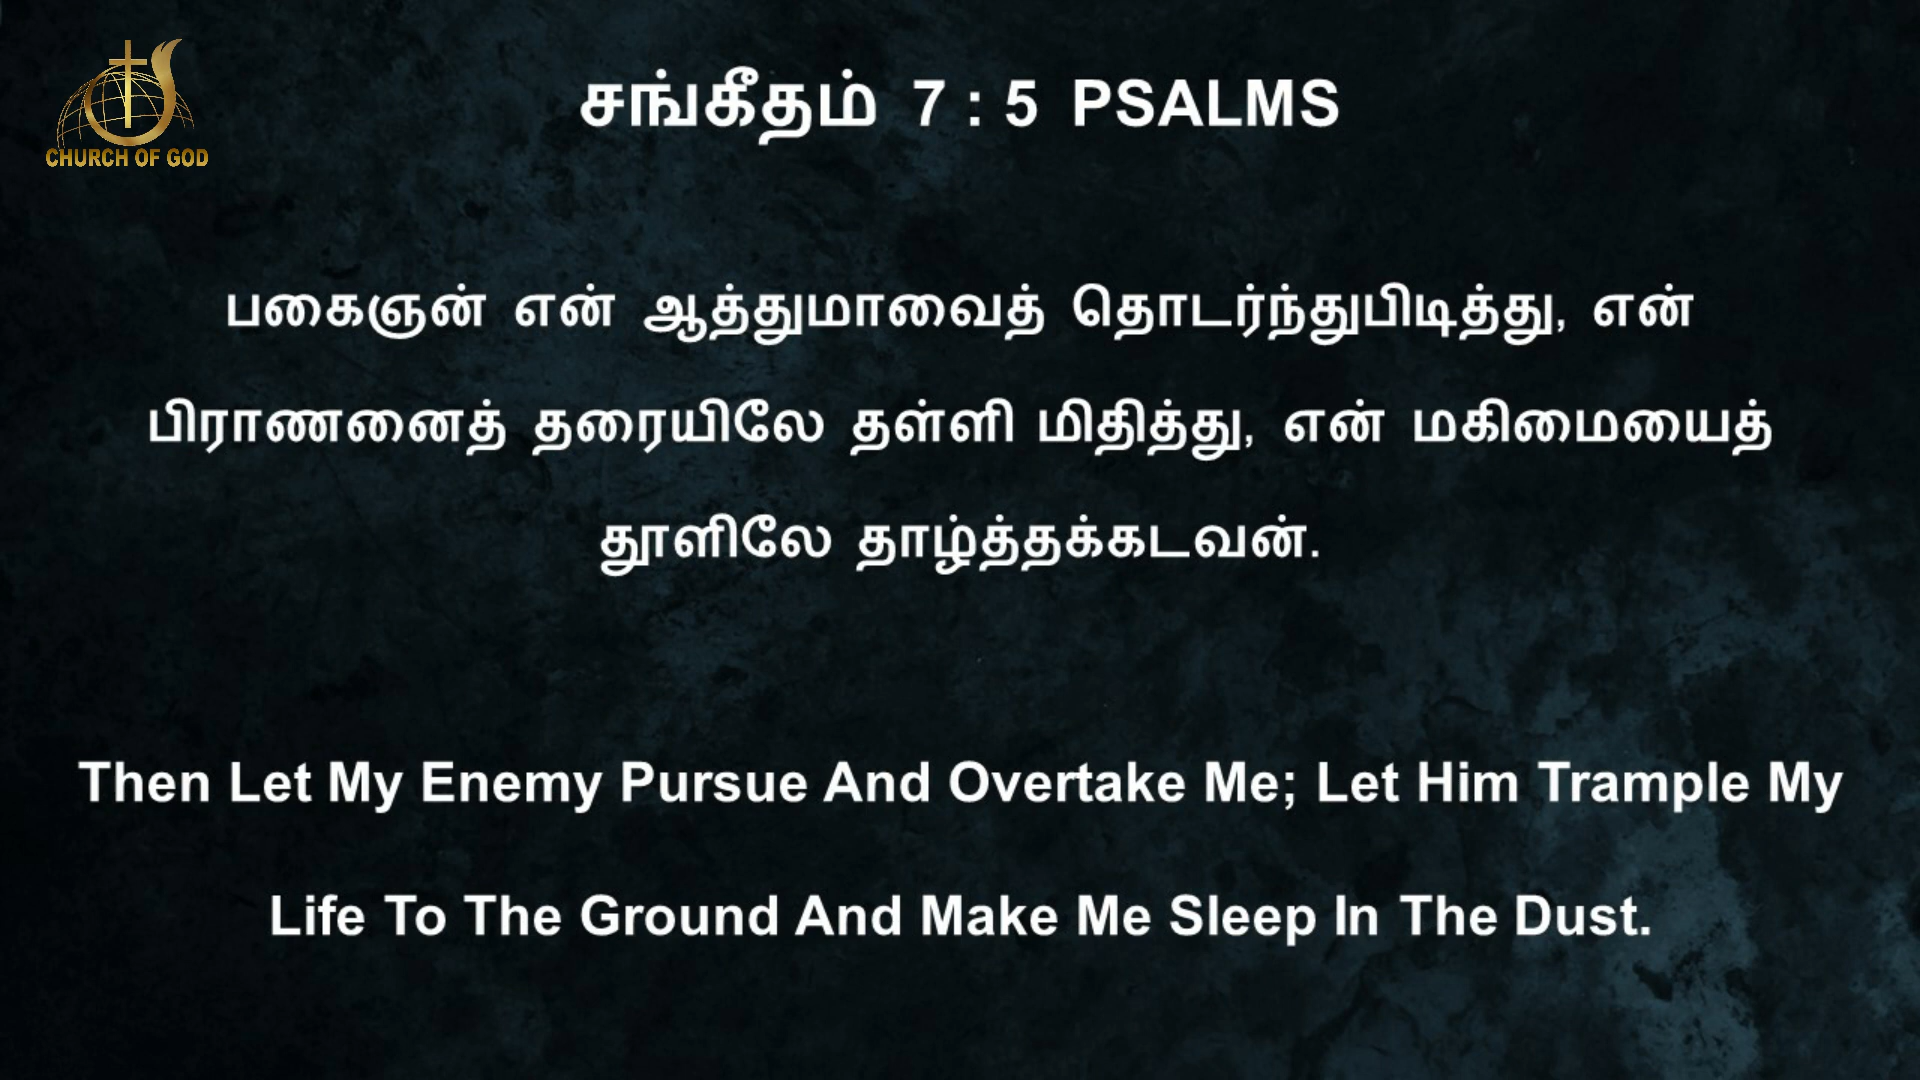 CHURCH OF GOD
சங்கீதம் 7 : 5 PSALMS
பகைஞன் என் ஆத்துமாவைத் தொடர்ந்துபிடித்து, என்
பிராணனைத் தரையிலே தள்ளி மிதித்து, என் மகிமையைத்
தூளிலே தாழ்த்தக்கடவன்.
Then Let My Enemy Pursue And Overtake Me; Let Him Trample My
Life To The Ground And Make Me Sleep In The Dust.